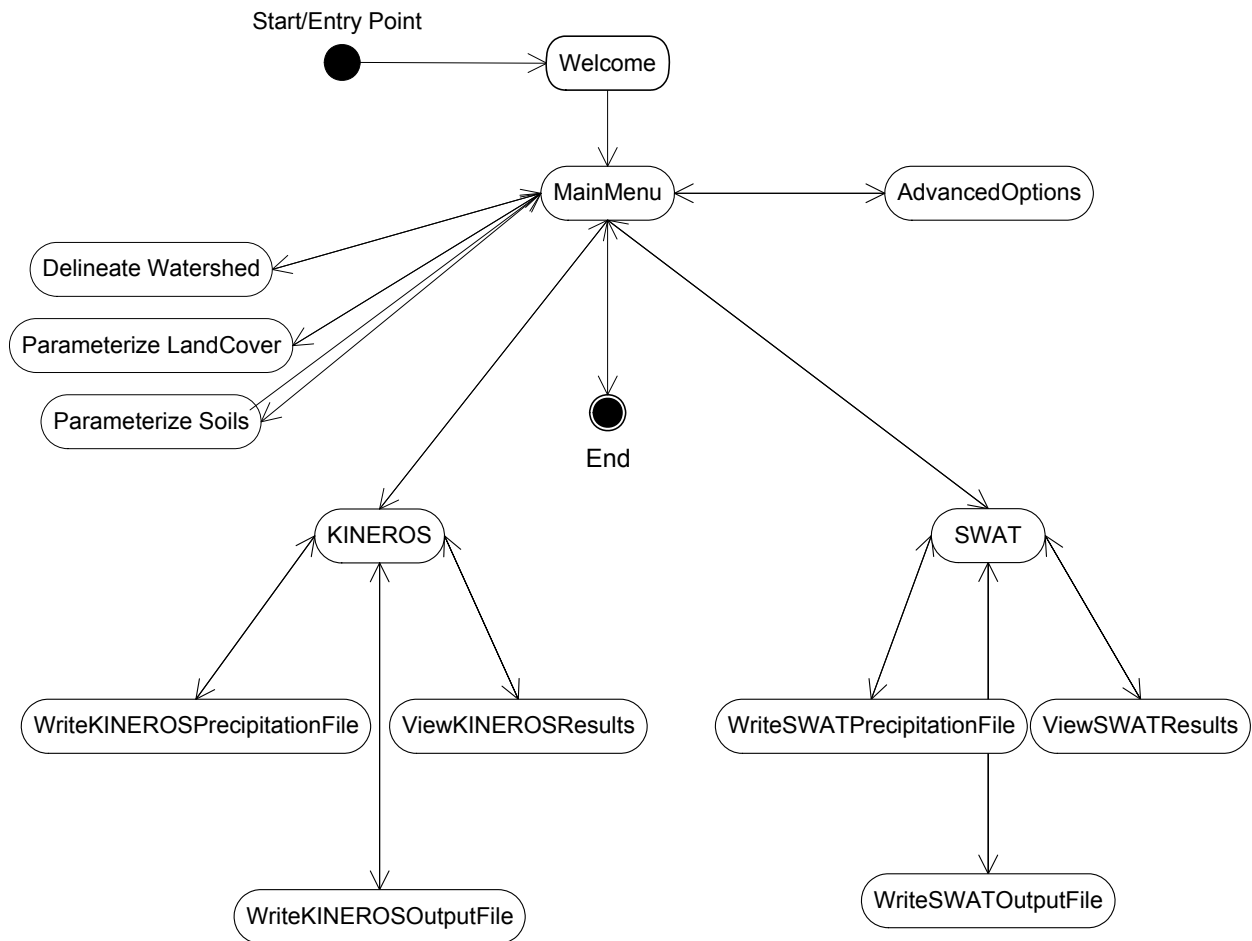 Start/Entry Point
Welcome
MainMenu
AdvancedOptions
Delineate Watershed
Parameterize LandCover
Parameterize Soils
End
KINEROS
SWAT
WriteKINEROSPrecipitationFile
ViewKINEROSResults
WriteSWATPrecipitationFile
ViewSWATResults
WriteKINEROSOutputFile
WriteSWATOutputFile